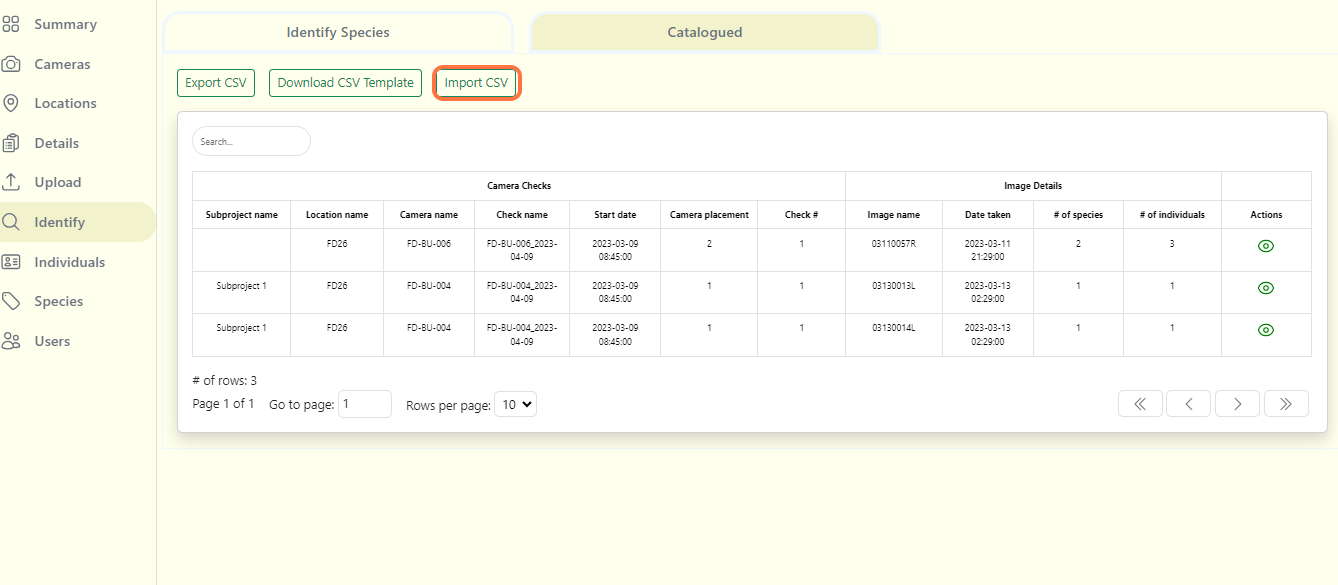 Summary
Cameras
Locations
Details
Upload
Identify
Individuals
Species
Users
Identify Species
Catalogued
Export CSV
Download CSV Template
Import CSV
Search...
Camera Checks
Image Details
Subproject name
Location name
Camera name
Check name
Start date
Camera placement
Check #
Image name
Date taken
# of species
# of individuals
Actions
FD26
FD-BU-006
FD-BU-006_2023-
04-09
2023-03-09
08:45:00
2
1
03110057R
2023-03-11
21:29:00
2
3
Subproject 1
FD26
FD-BU-004
FD-BU-004_2023-
04-09
2023-03-09
08:45:00
1
1
03130013L
2023-03-13
02:29:00
1
1
Subproject 1
FD26
FD-BU-004
FD-BU-004_2023-
04-09
2023-03-09
08:45:00
1
1
03130014L
2023-03-13
02:29:00
1
1
# of rows: 3
Page 1 of 1
Go to page: 1
Rows per page: 10